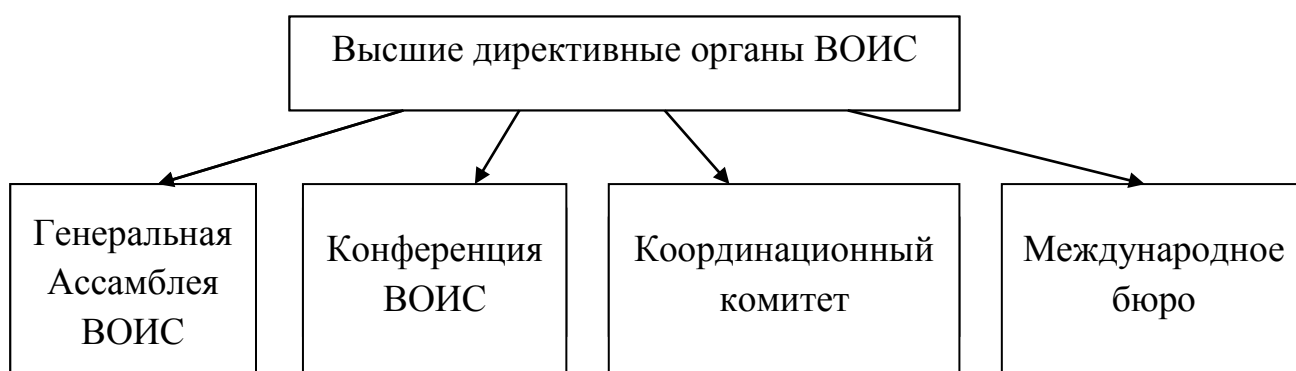 Высшие директивные органы ВОИС
Генеральная
Ассамблея
ВОИС
Конференция
ВОИС
Координационный
комитет
Международное
бюро